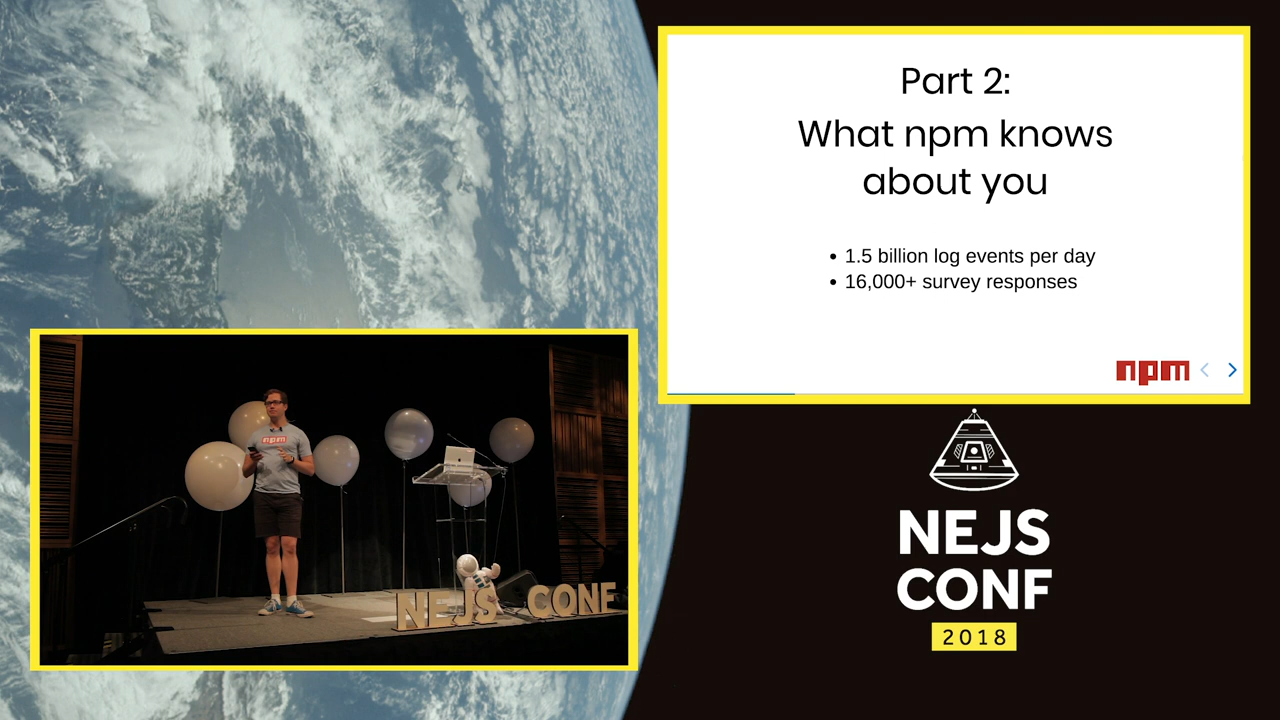 Part 2:
What npm knows
about you
1.5 billion log events per day
16,000+ survey responses
npm
npm
NEJS CONF
NEJS
CONF
2018